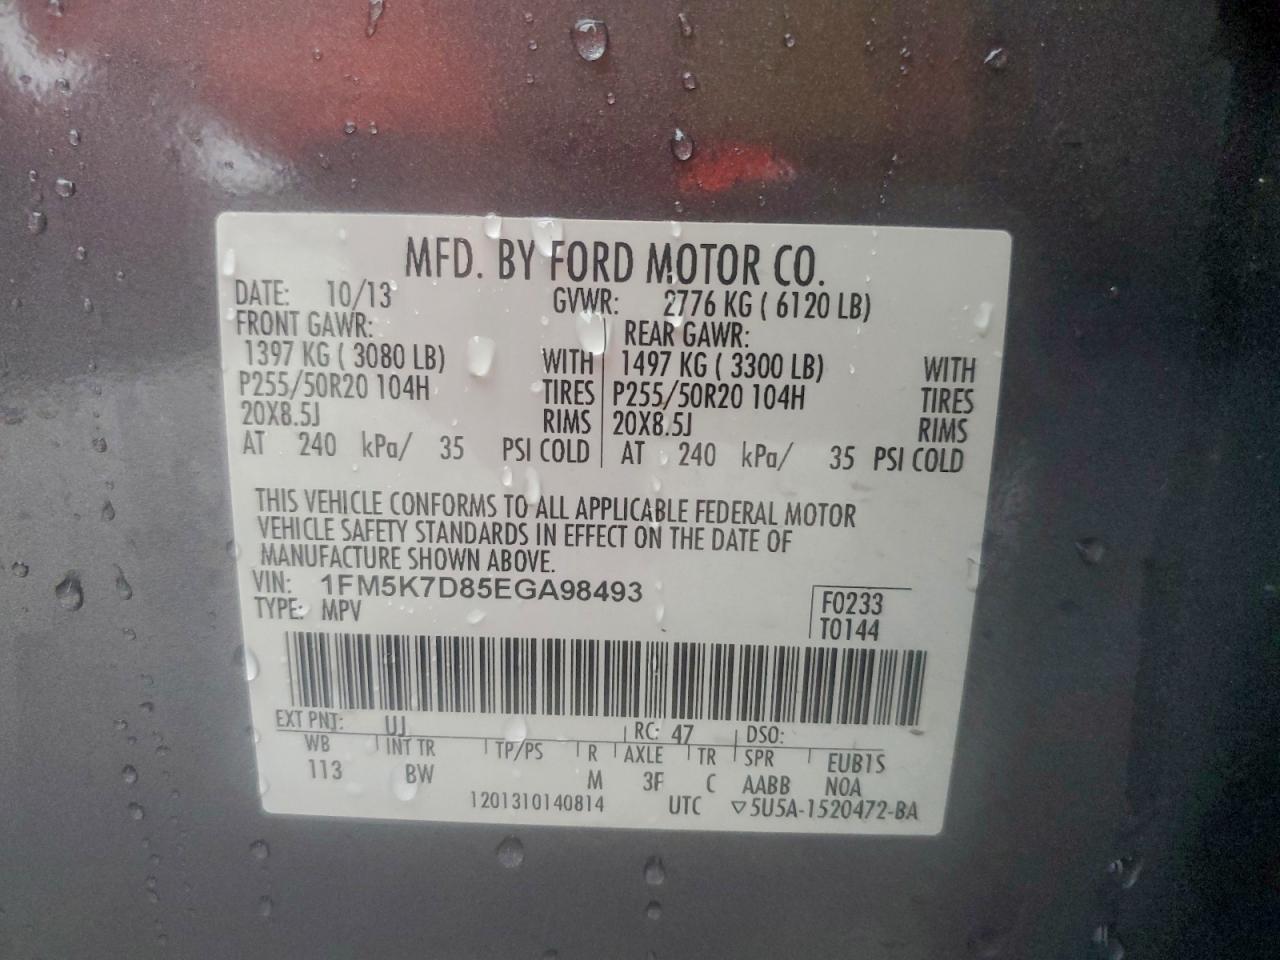 MFD. BY FORD MOTOR CO.
DATE: 10/13 GVWR: 2776 KG ( 6120 LB)
FRONT GAWR: REAR GAWR:
1397 KG ( 3080 LB) WITH 1497 KG ( 3300 LB) WITH
P255/50R20 104H TIRES P255/50R20 104H TIRES
20X8.5J RIMS 20X8.5J RIMS
AT 240 kPa/ 35 PSI COLD AT 240 kPa/ 35 PSI COLD
THIS VEHICLE CONFORMS TO ALL APPLICABLE FEDERAL MOTOR
VEHICLE SAFETY STANDARDS IN EFFECT ON THE DATE OF
MANUFACTURE SHOWN ABOVE.
VIN: 1FM5K7D85EGA98493
TYPE: MPV
F0233
T0144
EXT PNT: UJ RC: 47 DSO:
WB INT TR TP/PS R AXLE TR SPR EUB1S
113 BW M 3F C AABB NOA
1201310140814 UTC ▽5U5A-1520472-BA